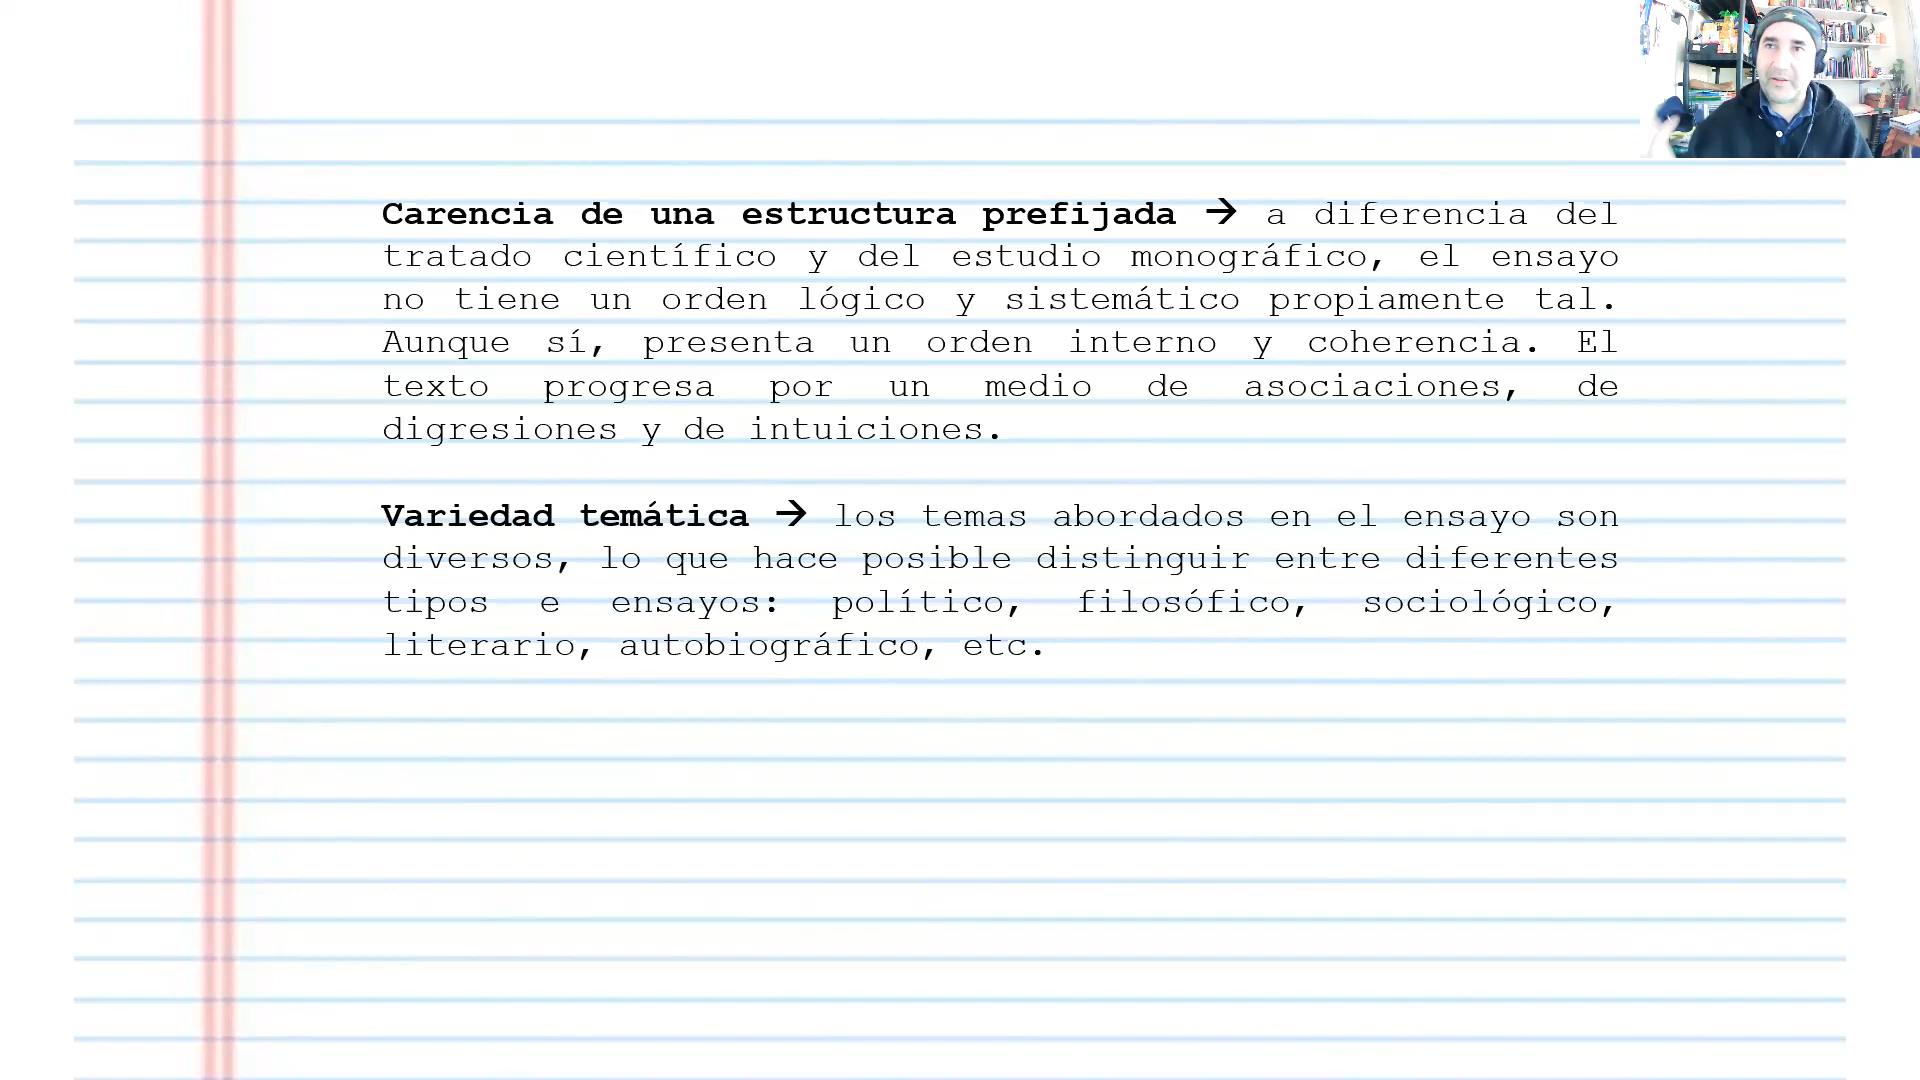 Carencia de una estructura prefijada → a diferencia del
tratado científico y del estudio monográfico, el ensayo
no tiene un orden lógico y sistemático propiamente tal.
Aunque sí, presenta un orden interno y coherencia. El
texto progresa por un medio de asociaciones, de
digresiones y de intuiciones.
Variedad temática → los temas abordados en el ensayo son
diversos, lo que hace posible distinguir entre diferentes
tipos e ensayos: político, filosófico, sociológico,
literario, autobiográfico, etc.